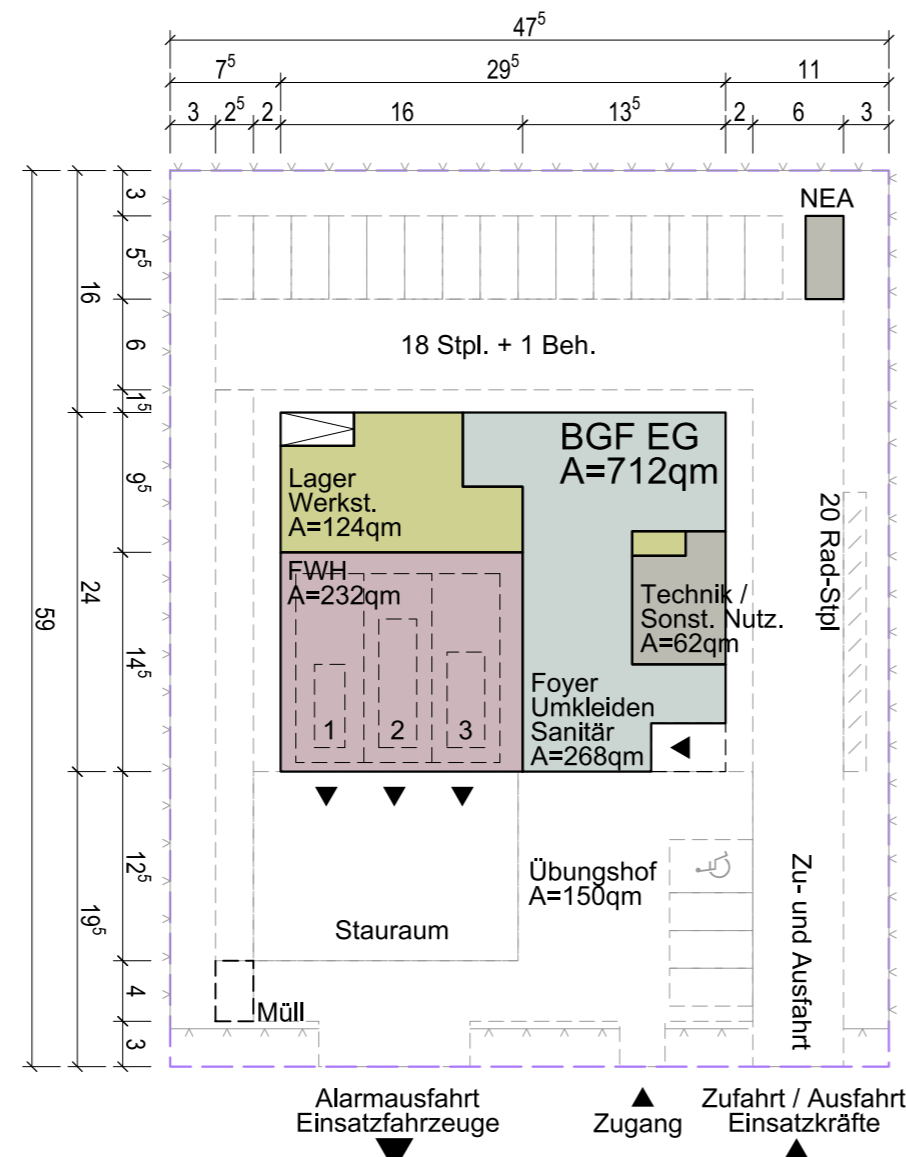 47⁵
7⁵ 29⁵ 11
3 2⁵ 2 16 13⁵ 2 6 3
59
16 24 19⁵
3 5⁵ 6 1⁵ 9⁵ 14⁵ 12⁵ 4 3
NEA
18 Stpl. + 1 Beh.
BGF EG
A=712qm
Lager
Werkst.
A=124qm
FWH
A=232qm
1 2 3
Technik /
Sonst. Nutz.
A=62qm
Foyer
Umkleiden
Sanitär
A=268qm
20 Rad-Stpl
Übungshof
A=150qm
Stauraum
Zu- und Ausfahrt
Müll
Alarmausfahrt
Einsatzfahrzeuge
Zugang
Zufahrt / Ausfahrt
Einsatzkräfte